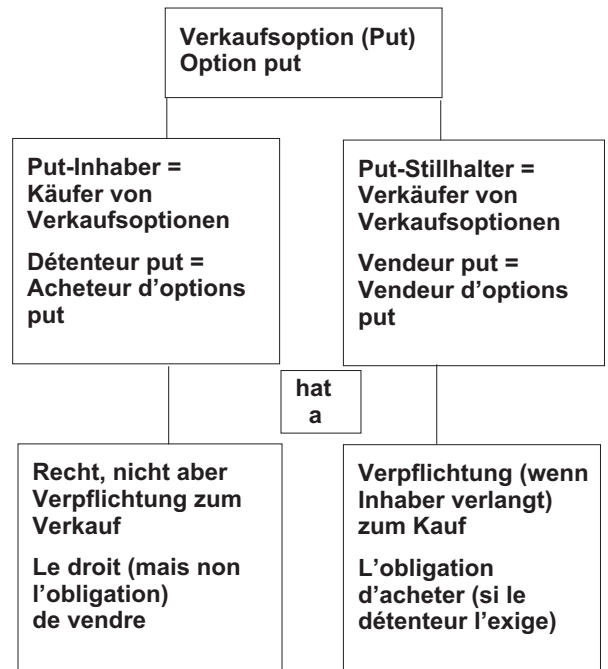 Verkaufsoption (Put)
Option put
Put-Inhaber =
Käufer von
Verkaufsoptionen
Détenteur put =
Acheteur d'options
put
Put-Stillhalter =
Verkäufer von
Verkaufsoptionen
Vendeur put =
Vendeur d'options
put
hat
a
Recht, nicht aber
Verpflichtung zum
Verkauf
Le droit (mais non
l'obligation)
de vendre
Verpflichtung (wenn
Inhaber verlangt)
zum Kauf
L'obligation
d'acheter (si le
détenteur l'exige)